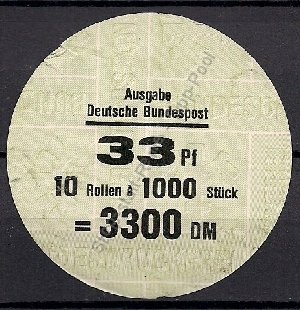 Ausgabe
Deutsche Bundespost
33 Pf
10 Rollen à 1000 Stück
= 3300 DM